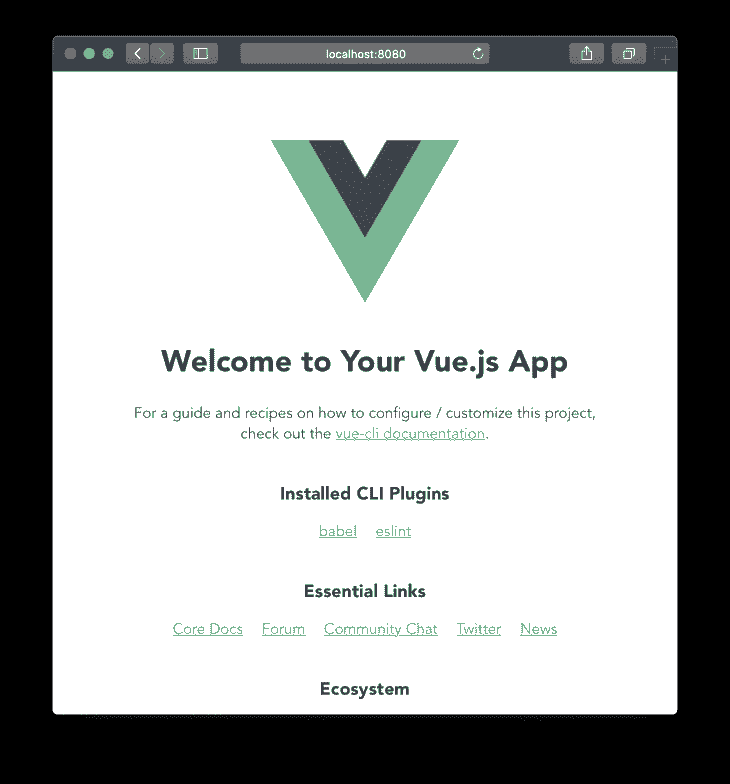 localhost:8080
Welcome to Your Vue.js App
For a guide and recipes on how to configure / customize this project,
check out the vue-cli documentation.
Installed CLI Plugins
babel eslint
Essential Links
Core Docs Forum Community Chat Twitter News
Ecosystem